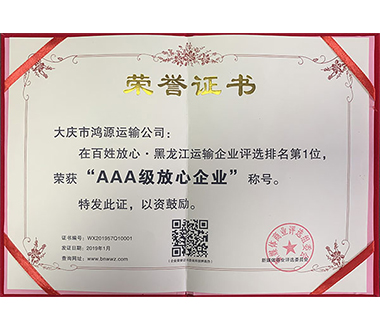 荣誉证书
大庆市鸿源运输公司：
在百姓放心·黑龙江运输企业评选排名第1位，
荣获“AAA级放心企业”称号。
特发此证，以资鼓励。
证书编号：WX201957Q10001
发证日期：2019年1月
查询网站：www.bnwwz.com